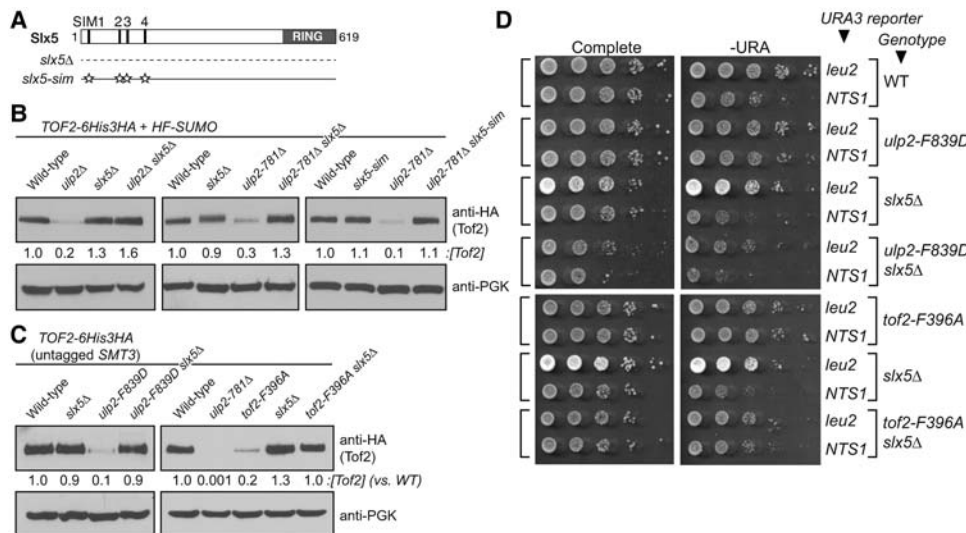 A
SIM1 2 3 4
Slx5 1 RING 619
slx5Δ
slx5-sim
B
TOF2-6His3HA + HF-SUMO
Wild-type ulp2Δ slx5Δ ulp2Δ slx5Δ Wild-type slx5Δ ulp2-781Δ ulp2-781Δ slx5Δ Wild-type slx5-sim ulp2-781Δ ulp2-781Δ slx5-sim
anti-HA
(Tof2)
1.0 0.2 1.3 1.6 1.0 0.9 0.3 1.3 1.0 1.1 0.1 1.1 :[Tof2]
anti-PGK
C
TOF2-6His3HA
(untagged SMT3)
Wild-type slx5Δ ulp2-F839D ulp2-F839D slx5Δ Wild-type ulp2-781Δ tof2-F396A slx5Δ tof2-F396A slx5Δ
anti-HA
(Tof2)
1.0 0.9 0.1 0.9 1.0 0.001 0.2 1.3 1.0 :[Tof2] (vs. WT)
anti-PGK
D
URA3 reporter
Genotype
Complete -URA
leu2
WT
NTS1
leu2
ulp2-F839D
NTS1
leu2
slx5Δ
NTS1
leu2
ulp2-F839D
slx5Δ
NTS1
leu2
tof2-F396A
NTS1
leu2
slx5Δ
NTS1
leu2
tof2-F396A
slx5Δ
NTS1